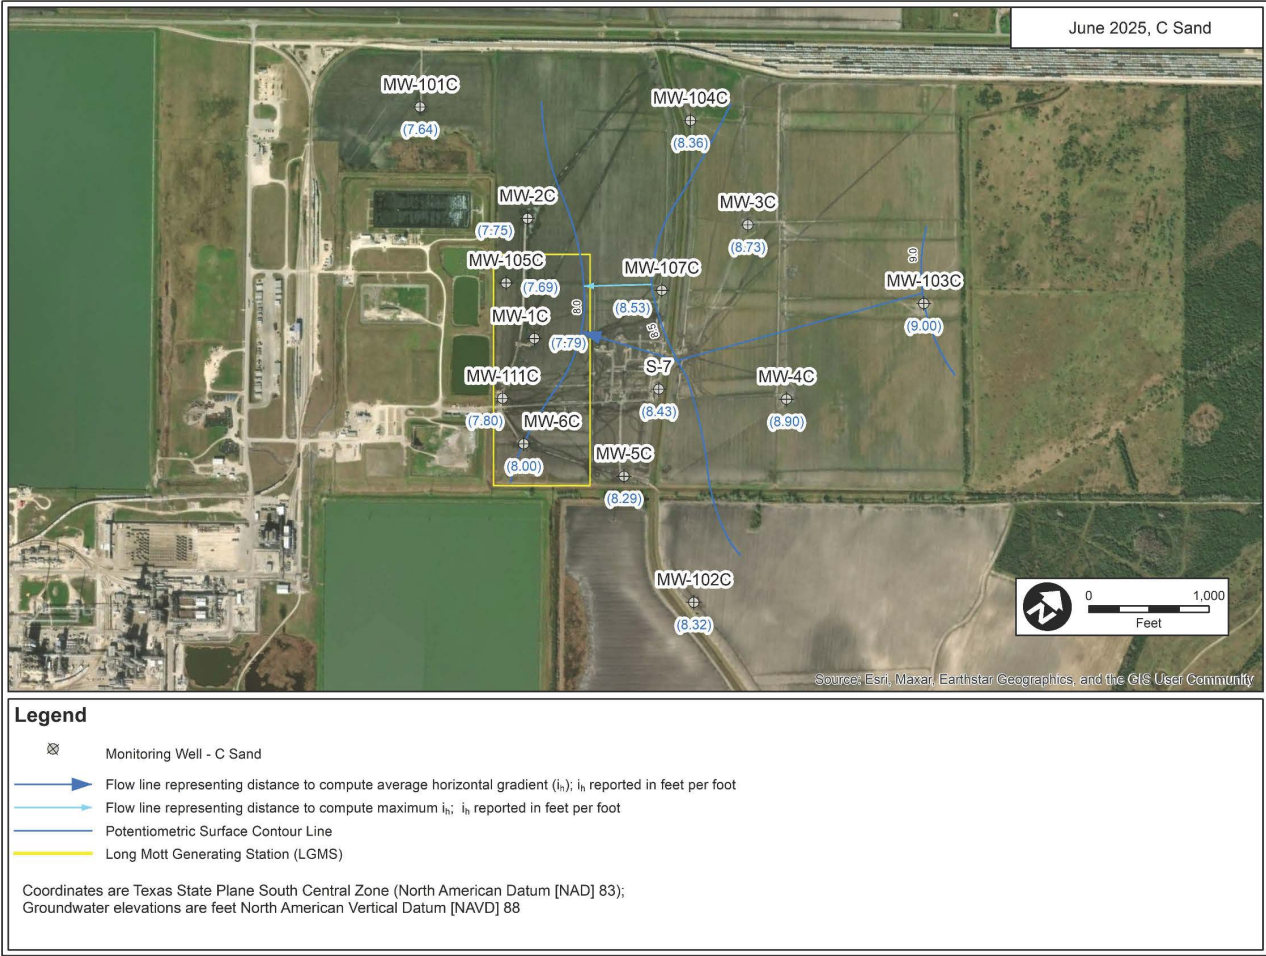 June 2025, C Sand
MW-101C
(7.64)
MW-104C
(8.36)
MW-2C
(7.75)
MW-3C
(8.73)
MW-105C
(7.69)
MW-107C
(8.53)
9.0
MW-103C
(9.00)
8.0
MW-1C
(7.79)
8.5
S-7
(8.43)
MW-111C
(7.80)
MW-4C
(8.90)
MW-6C
(8.00)
MW-5C
(8.29)
MW-102C
(8.32)
N
0 1,000
Feet
Source: Esri, Maxar, Earthstar Geographics, and the GIS User Community
Legend
Monitoring Well - C Sand
Flow line representing distance to compute average horizontal gradient (iₕ); iₕ reported in feet per foot
Flow line representing distance to compute maximum iₕ; iₕ reported in feet per foot
Potentiometric Surface Contour Line
Long Mott Generating Station (LGMS)
Coordinates are Texas State Plane South Central Zone (North American Datum [NAD] 83);
Groundwater elevations are feet North American Vertical Datum [NAVD] 88